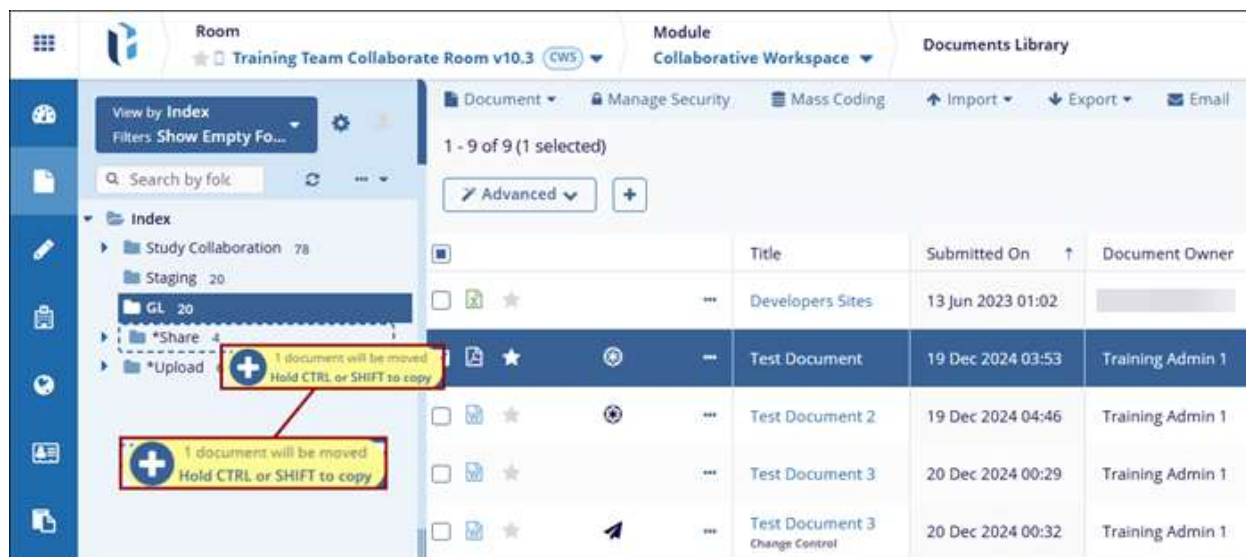 Room
Training Team Collaborate Room v10.3 CWS
Module
Collaborative Workspace
Documents Library
View by Index
Filters Show Empty Fo...
Search by folc
Index
Study Collaboration 78
Staging 20
GL 20
*Share 4
*Upload
1 document will be moved
Hold CTRL or SHIFT to copy
1 document will be moved
Hold CTRL or SHIFT to copy
Document Manage Security Mass Coding Import Export Email
1 - 9 of 9 (1 selected)
Advanced
Title Submitted On Document Owner
Developers Sites 13 Jun 2023 01:02
Test Document 19 Dec 2024 03:53 Training Admin 1
Test Document 2 19 Dec 2024 04:46 Training Admin 1
Test Document 3 20 Dec 2024 00:29 Training Admin 1
Test Document 3 20 Dec 2024 00:32 Training Admin 1
Change Control